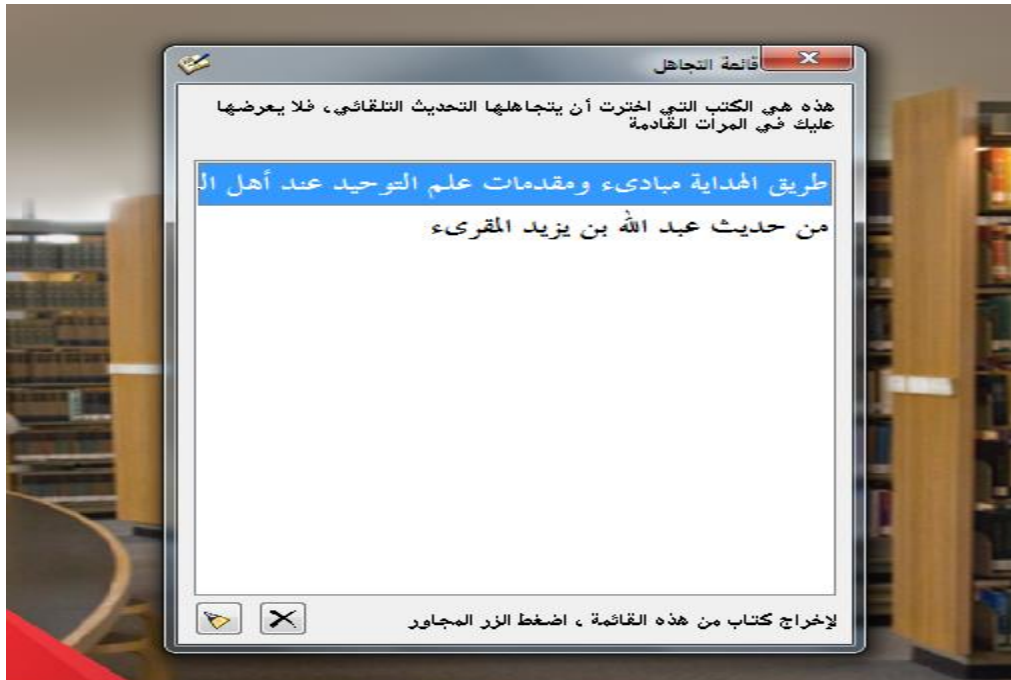 قائمة التجاهل
هذه هي الكتب التي اخترت أن يتجاهلها التحديث التلقائي، فلا يعرضها
عليك في المرات القادمة
طريق الهداية مبادىء ومقدمات علم التوحيد عند أهل ال
من حديث عبد الله بن يزيد المقرىء
لإخراج كتاب من هذه القائمة ، اضغط الزر المجاور